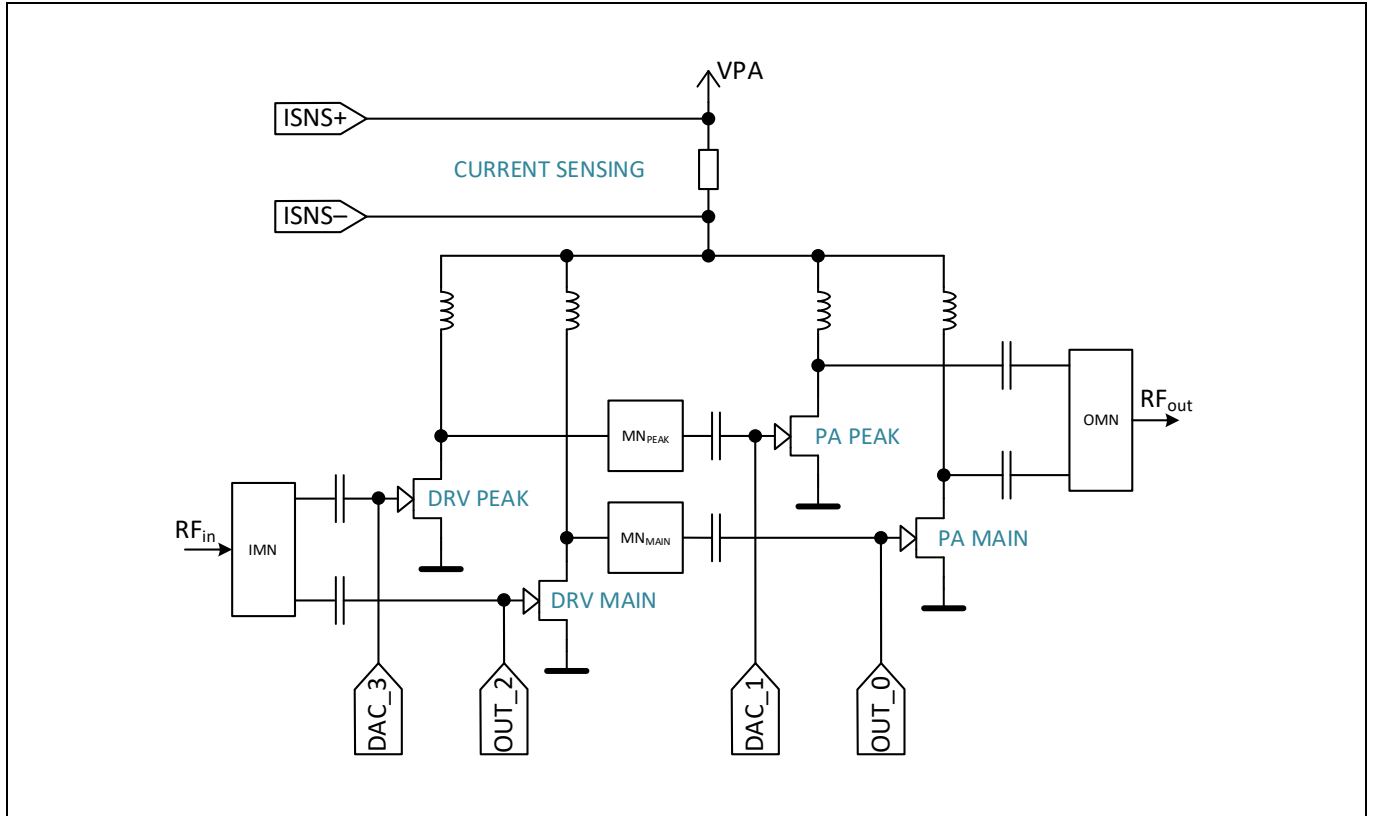 VPA
ISNS+
CURRENT SENSING
ISNS–
RFout
MNPEAK
PA PEAK
OMN
DRV PEAK
RFin
IMN
MNMAIN
PA MAIN
DRV MAIN
DAC_3
OUT_2
DAC_1
OUT_0